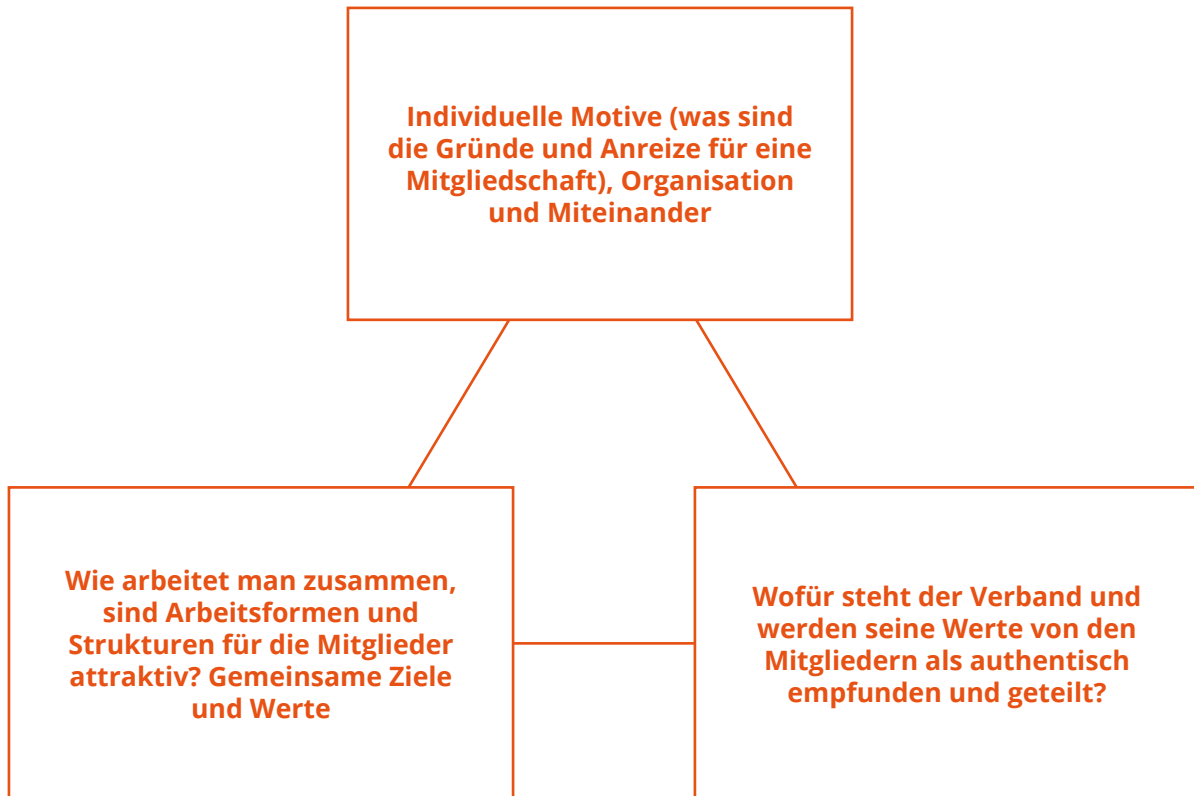 Individuelle Motive (was sind
die Gründe und Anreize für eine
Mitgliedschaft), Organisation
und Miteinander
Wie arbeitet man zusammen,
sind Arbeitsformen und
Strukturen für die Mitglieder
attraktiv? Gemeinsame Ziele
und Werte
Wofür steht der Verband und
werden seine Werte von den
Mitgliedern als authentisch
empfunden und geteilt?